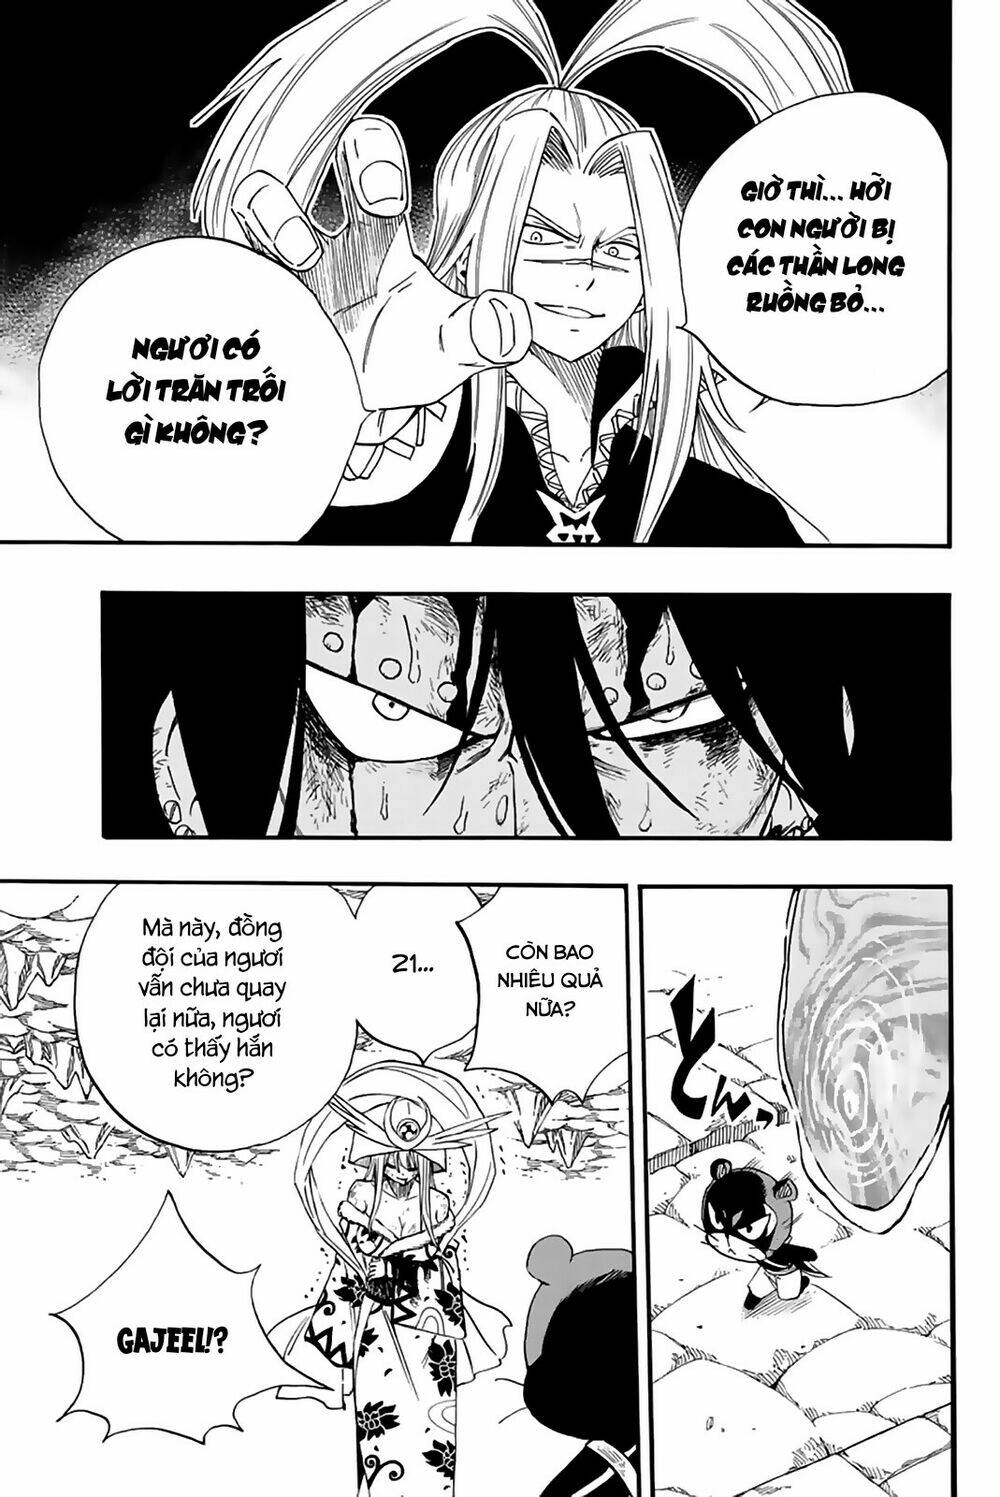 GIỜ THÌ... HỠI
CON NGƯỜI BỊ
CÁC THẦN LONG
RUỒNG BỎ...
NGƯƠI CÓ
LỜI TRĂN TRỐI
GÌ KHÔNG?
CÒN BAO
NHIÊU QUẢ
NỮA?
21...
Mà này, đồng
đội của ngươi
vẫn chưa quay
lại nữa, ngươi
có thấy hắn
không?
GAJEEL!?